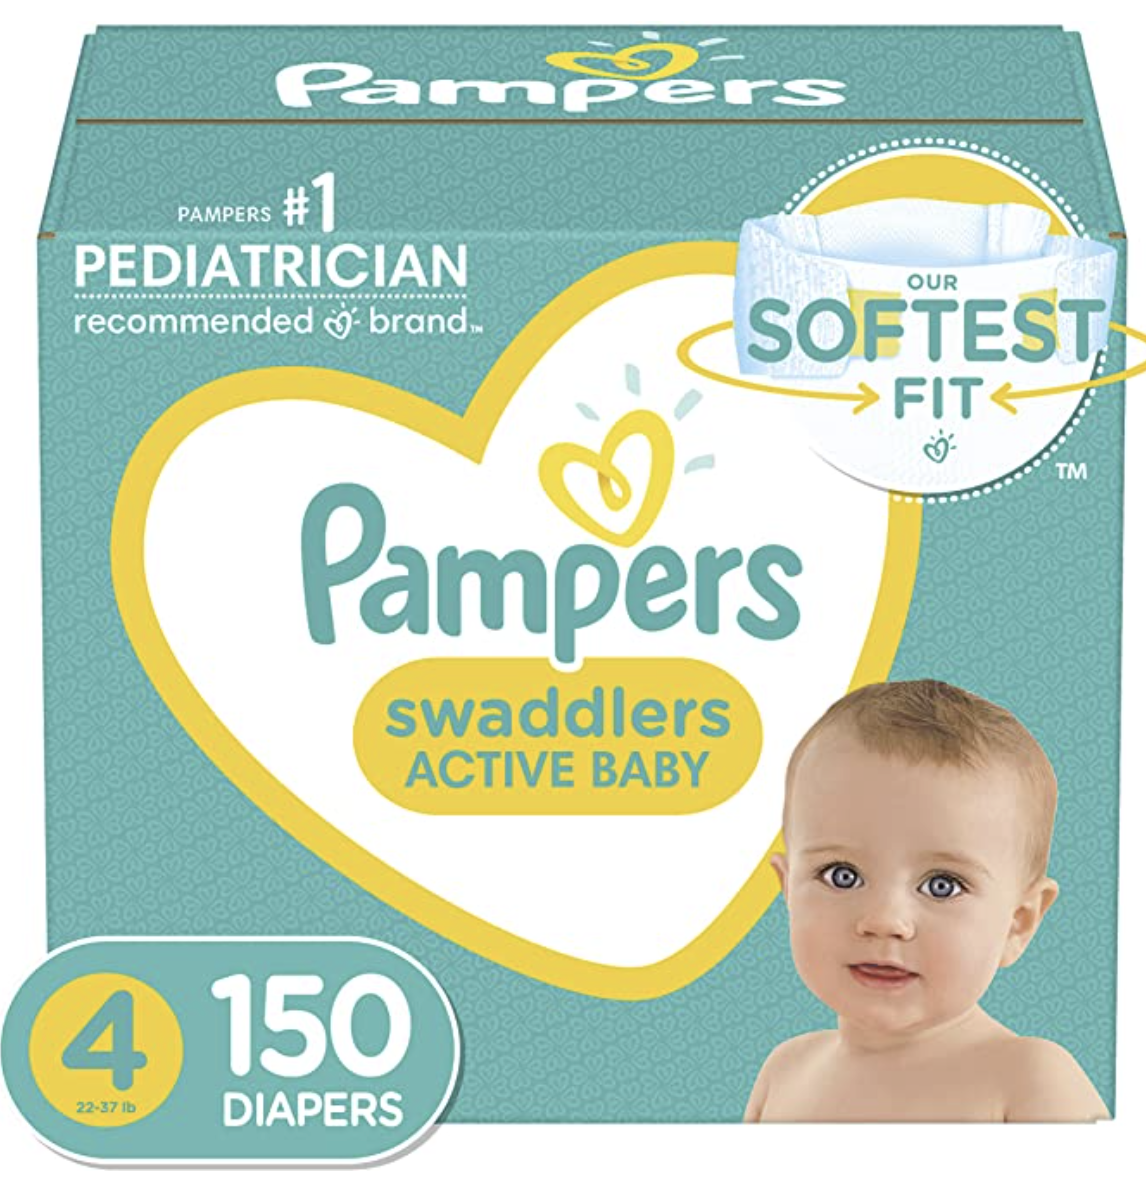 Pampers
PAMPERS #1
PEDIATRICIAN
recommended brand™
OUR
SOFTEST
FIT
TM
Pampers
swaddlers
ACTIVE BABY
4
22-37 lb
150
DIAPERS